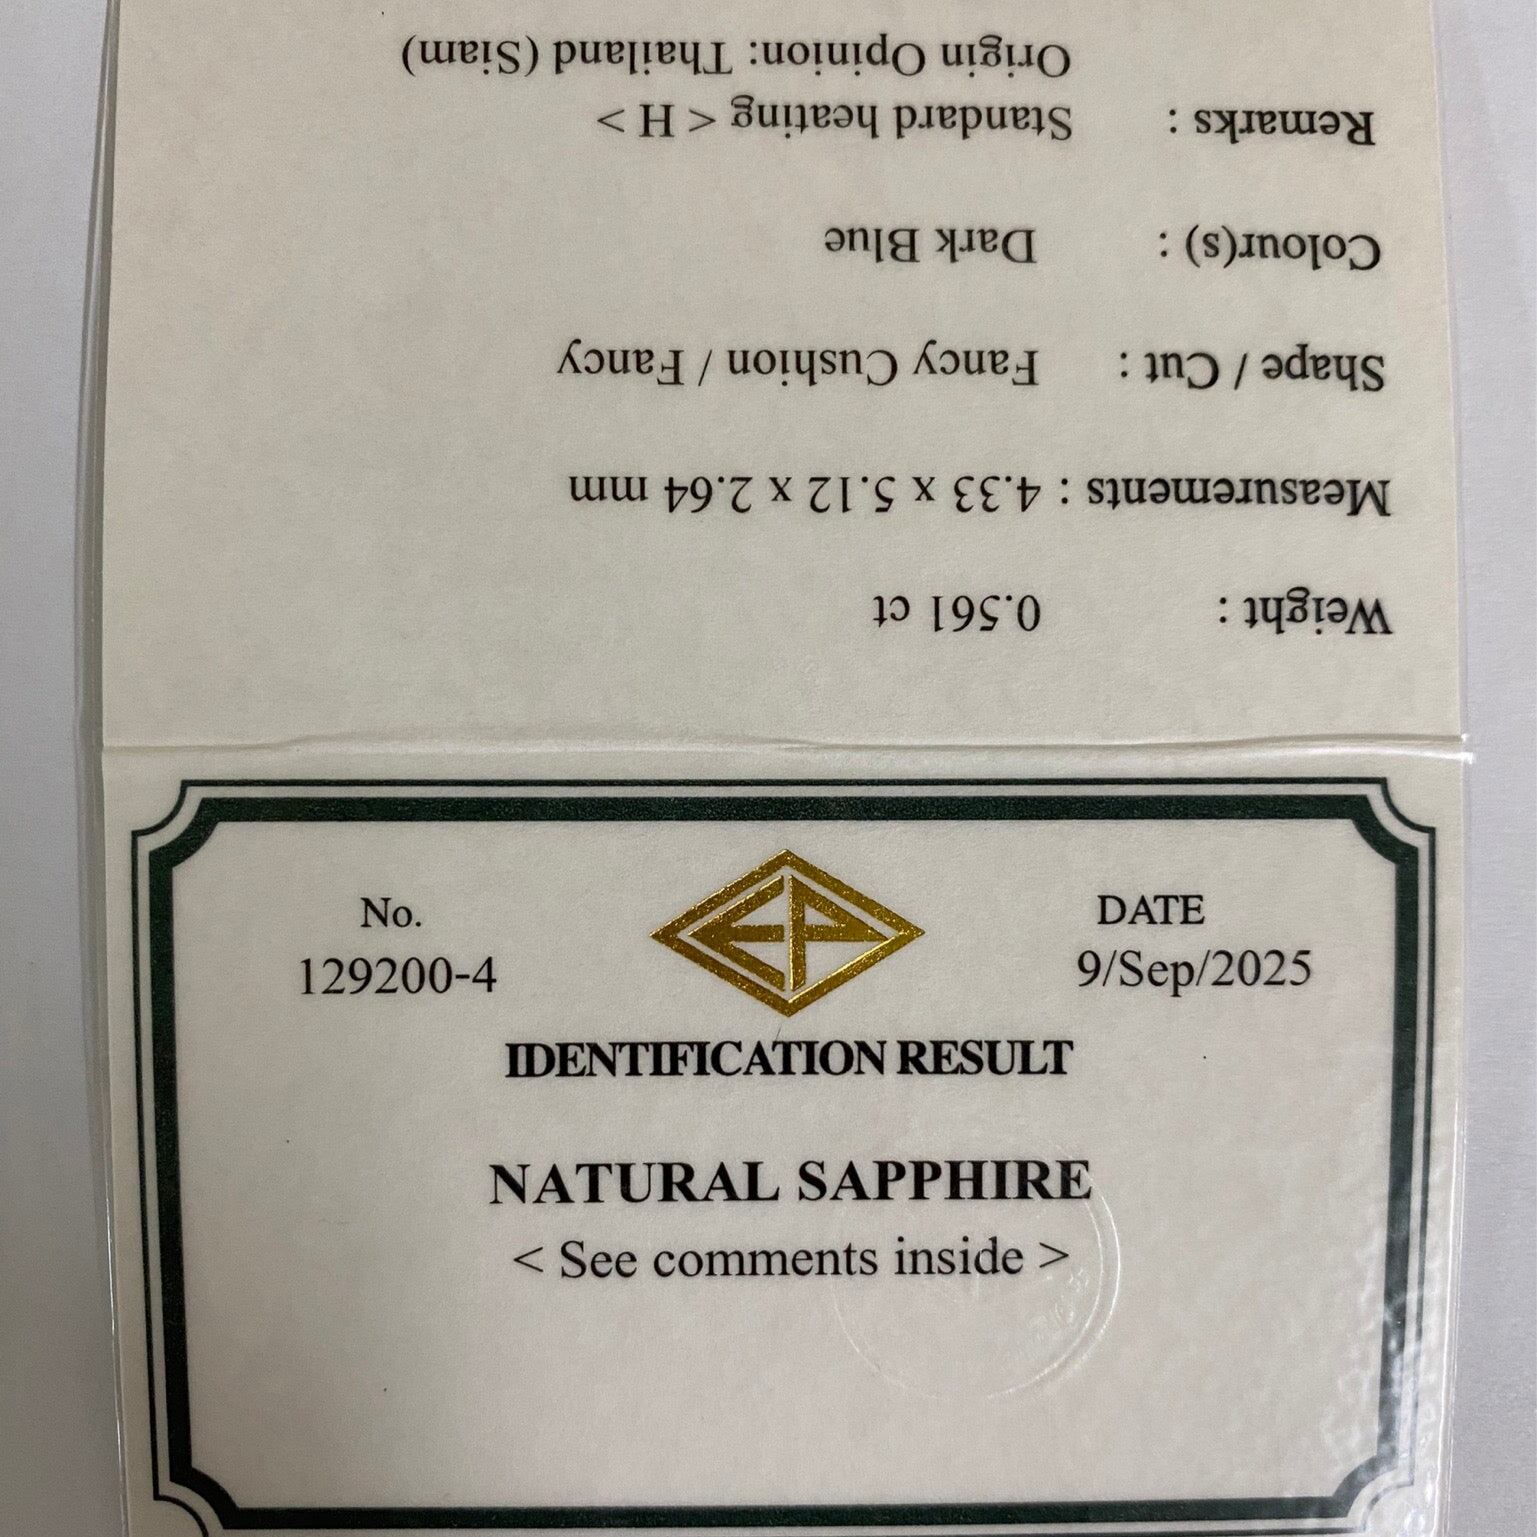 No.
129200-4
DATE
9/Sep/2025
IDENTIFICATION RESULT
NATURAL SAPPHIRE
< See comments inside >
Weight : 0.561 ct
Measurements : 4.33 x 5.12 x 2.64 mm
Shape / Cut : Fancy Cushion / Fancy
Colour(s) : Dark Blue
Remarks : Standard heating < H >
Origin Opinion: Thailand (Siam)